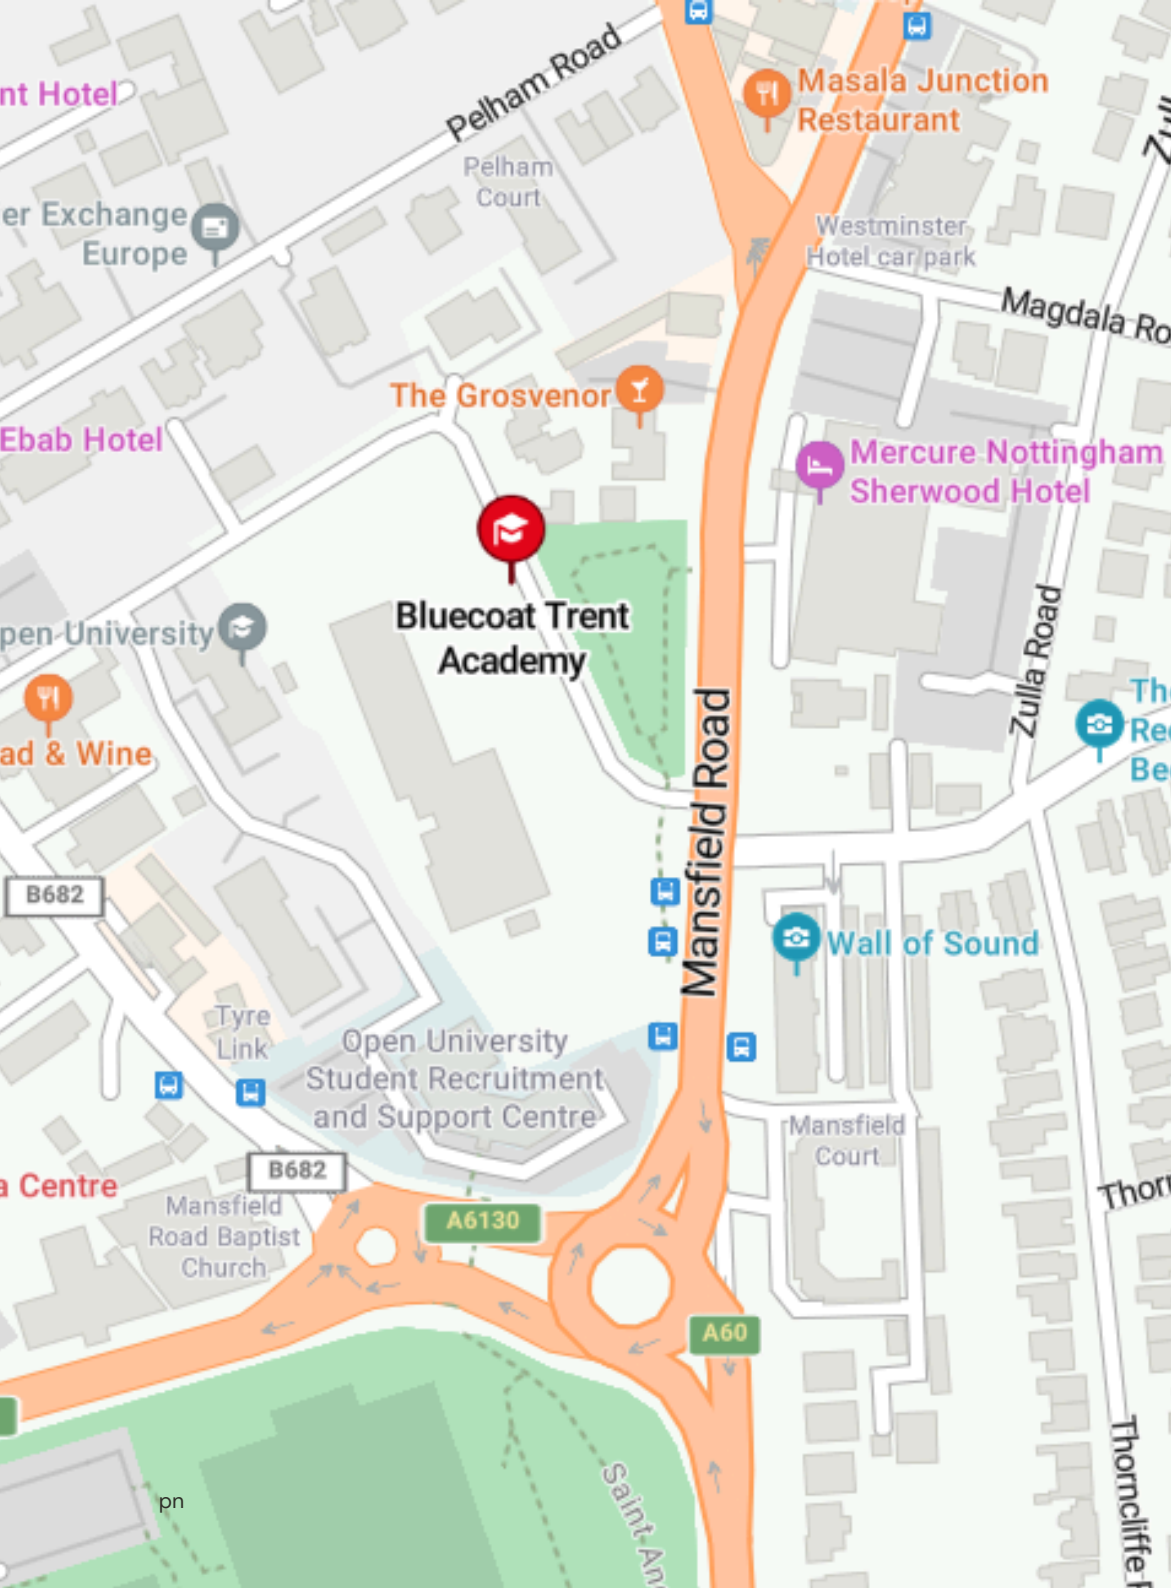 Pelham Road
nt Hotel
Masala Junction
Restaurant
Pelham
Court
er Exchange
Europe
Westminster
Hotel car park
Magdala Ro
The Grosvenor
Ebab Hotel
Mercure Nottingham
Sherwood Hotel
Bluecoat Trent
Academy
pen University
Zulla Road
Mansfield Road
ad & Wine
B682
Wall of Sound
Tyre
Link
Open University
Student Recruitment
and Support Centre
Mansfield
Court
B682
a Centre
Mansfield
Road Baptist
Church
A6130
Thorn
A60
Saint An
Thorncliffe
pn